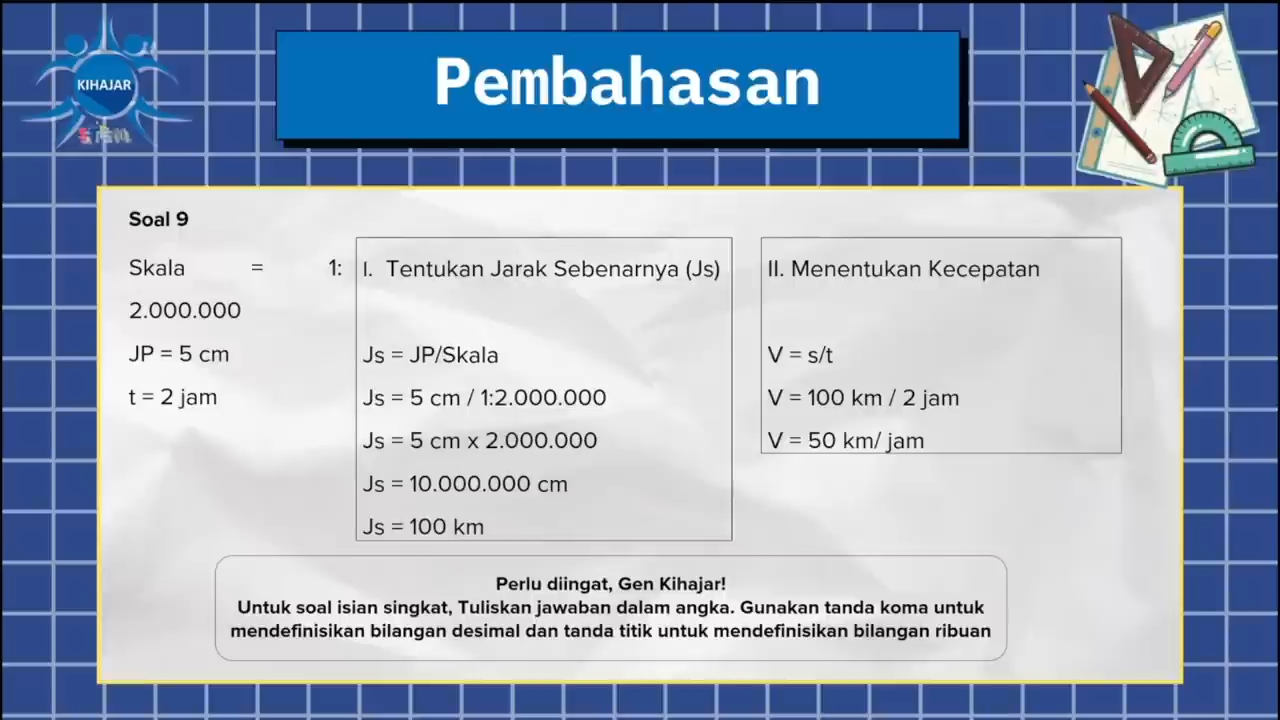 KIHAJAR
Pembahasan
Soal 9
Skala = 1:
2.000.000
JP = 5 cm
t = 2 jam
I. Tentukan Jarak Sebenarnya (Js)
Js = JP/Skala
Js = 5 cm / 1:2.000.000
Js = 5 cm x 2.000.000
Js = 10.000.000 cm
Js = 100 km
II. Menentukan Kecepatan
V = s/t
V = 100 km / 2 jam
V = 50 km/ jam
Perlu diingat, Gen Kihajar!
Untuk soal isian singkat, Tuliskan jawaban dalam angka. Gunakan tanda koma untuk
mendefinisikan bilangan desimal dan tanda titik untuk mendefinisikan bilangan ribuan